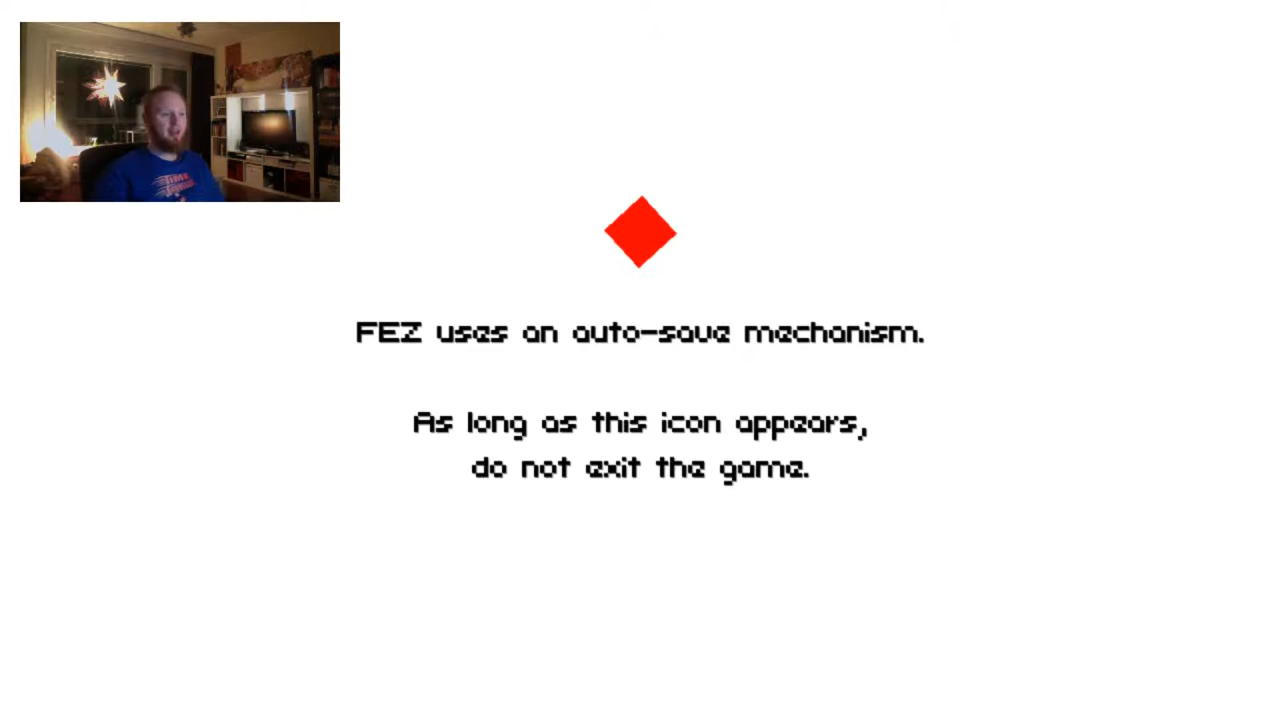 FEZ uses an auto-save mechanism.
As long as this icon appears,
do not exit the game.